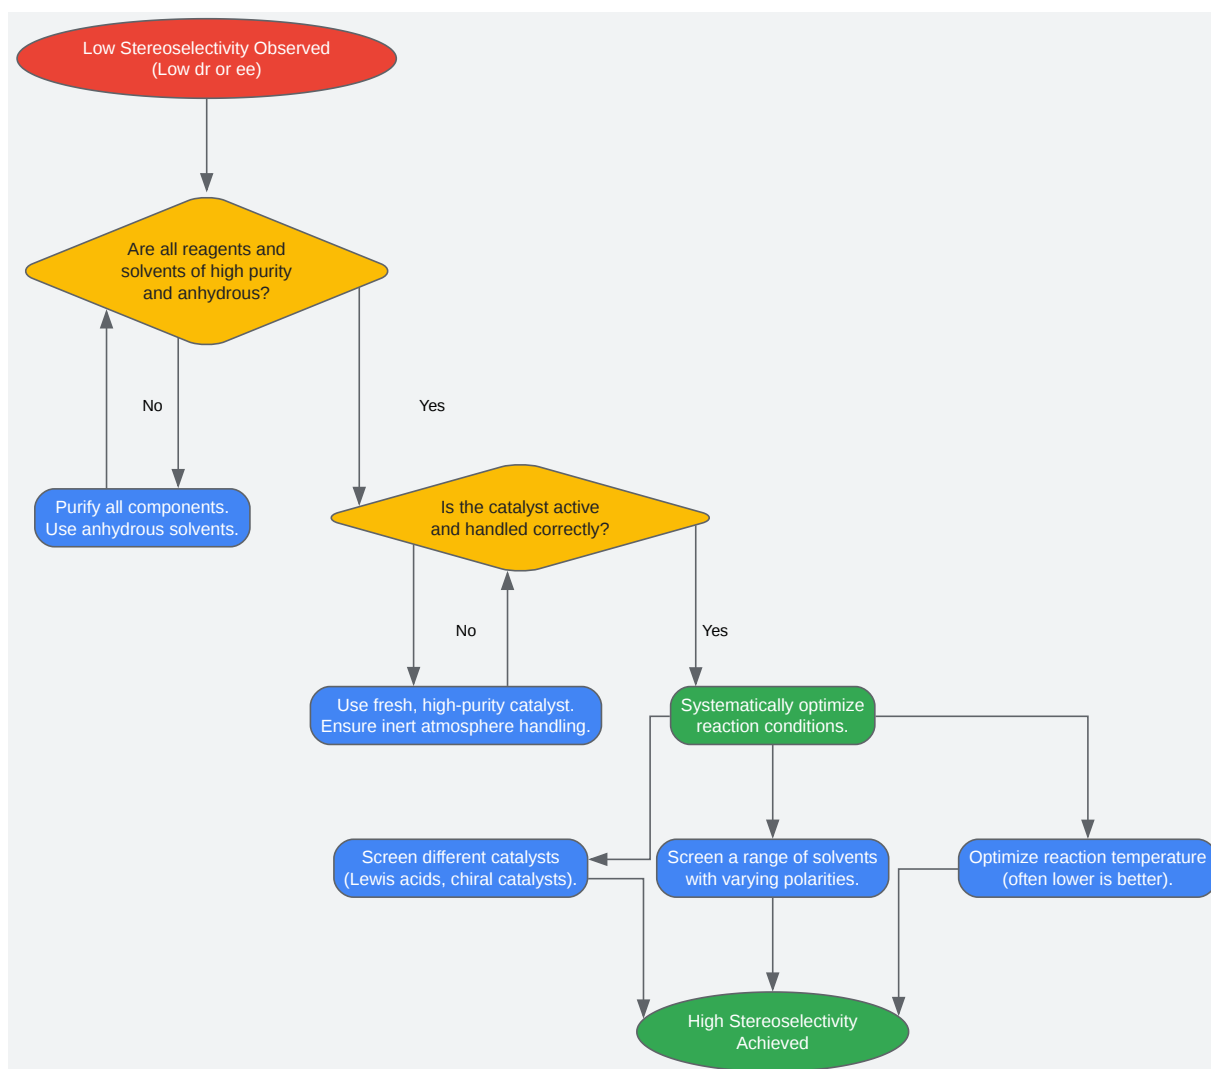 Low Stereoselectivity Observed
(Low dr or ee)
Are all reagents and
solvents of high purity
and anhydrous?
No
Yes
Purify all components.
Use anhydrous solvents.
Is the catalyst active
and handled correctly?
No
Yes
Use fresh, high-purity catalyst.
Ensure inert atmosphere handling.
Systematically optimize
reaction conditions.
Screen different catalysts
(Lewis acids, chiral catalysts).
Screen a range of solvents
with varying polarities.
Optimize reaction temperature
(often lower is better).
High Stereoselectivity
Achieved